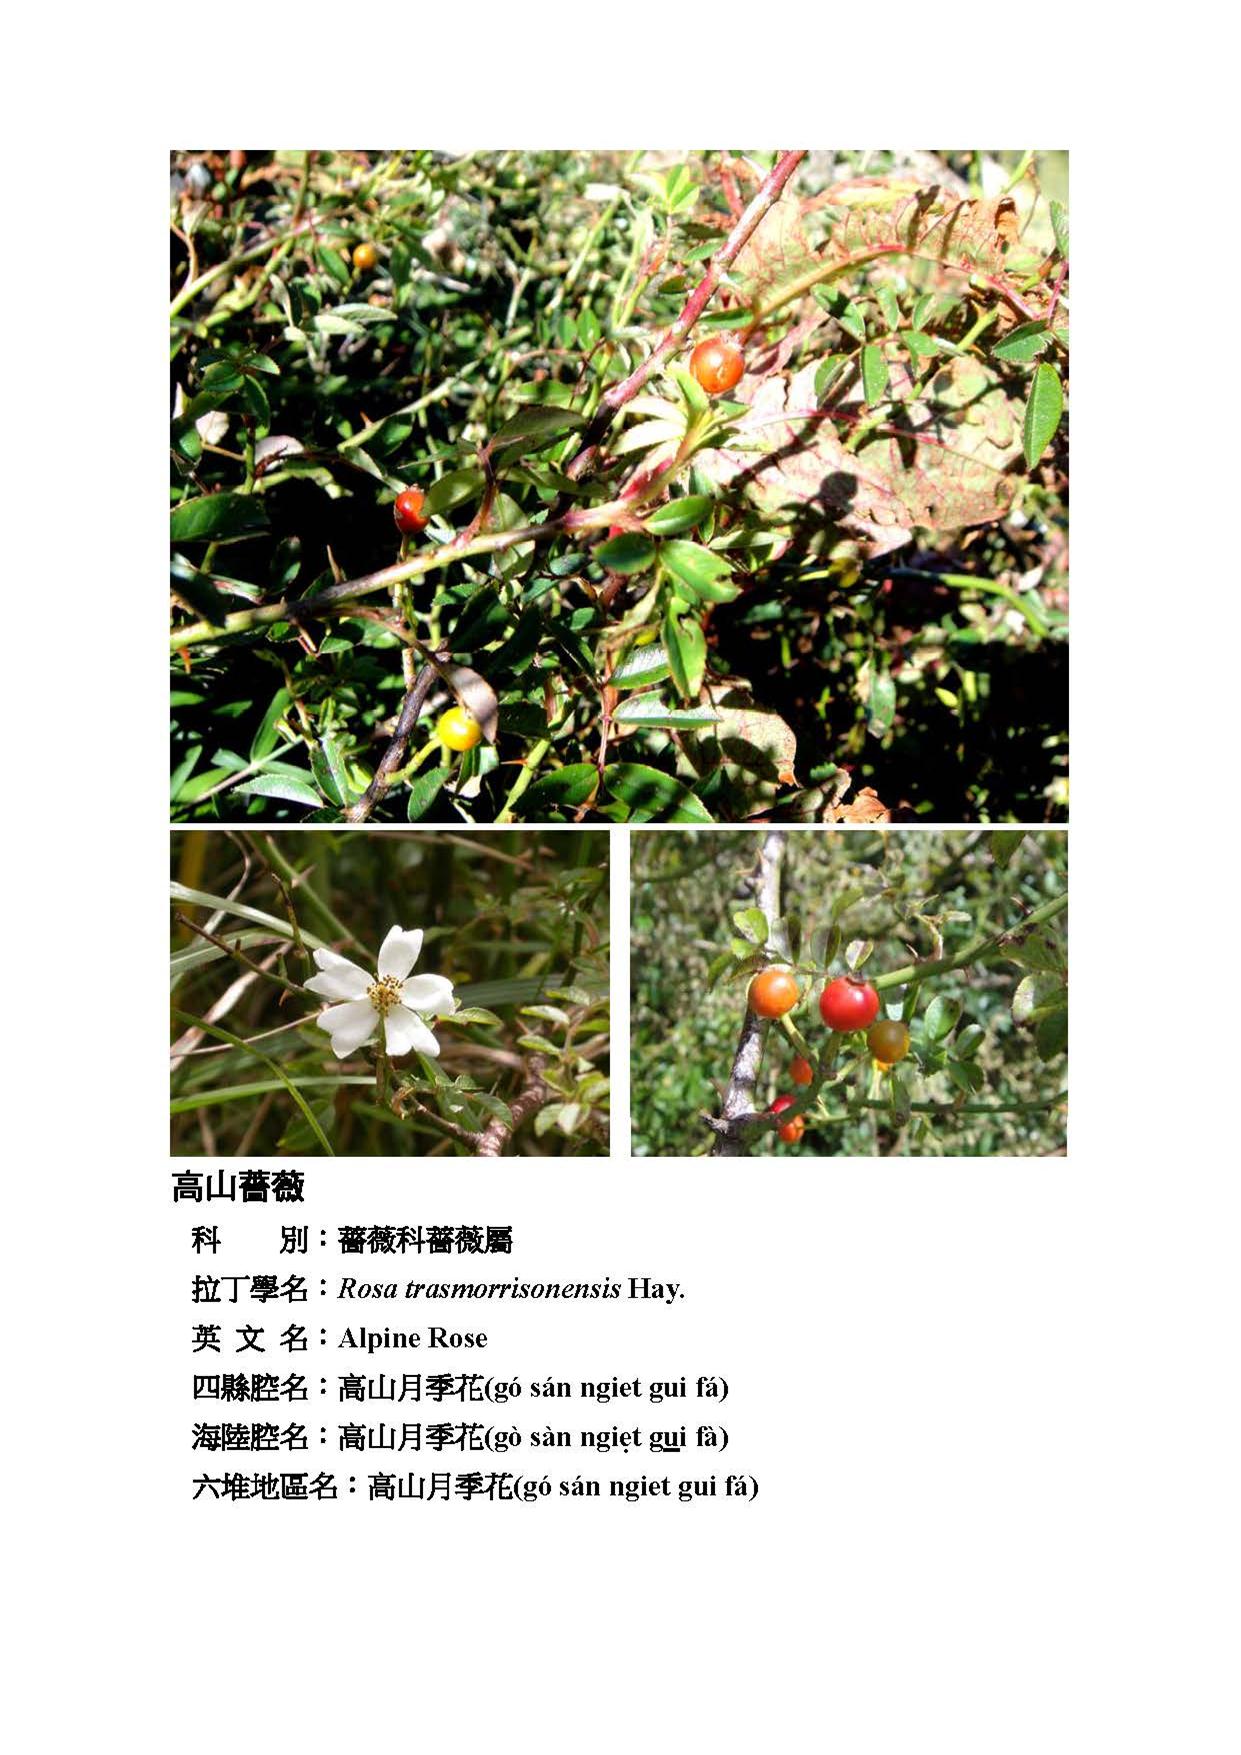 高山薔薇
科　　別：薔薇科薔薇屬
拉丁學名：Rosa trasmorrisonensis Hay.
英 文 名：Alpine Rose
四縣腔名：高山月季花(gó sán ngiet gui fá)
海陸腔名：高山月季花(gò sàn ngiẹt gui fà)
六堆地區名：高山月季花(gó sán ngiet gui fá)